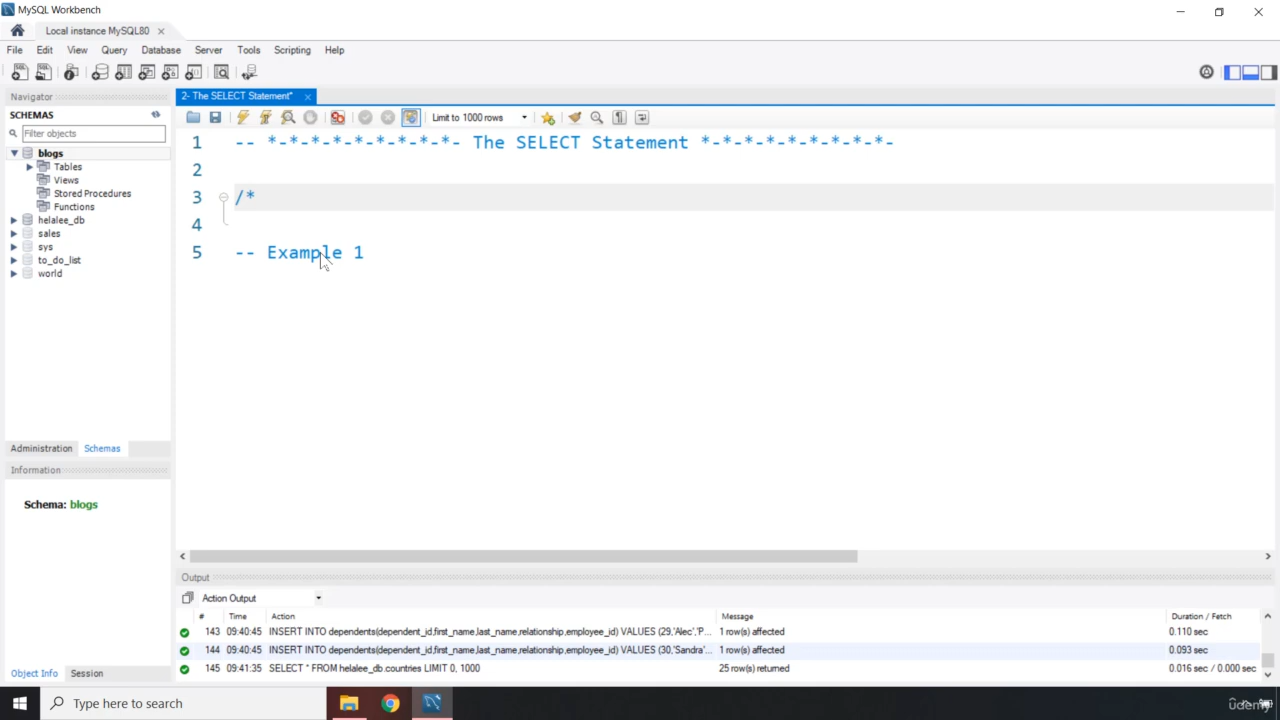 MySQL Workbench
Local instance MySQL80
File Edit View Query Database Server Tools Scripting Help
Navigator
SCHEMAS
Filter objects
blogs
Tables
Views
Stored Procedures
Functions
helalee_db
sales
sys
to_do_list
world
Administration Schemas
Information
Schema: blogs
Object Info Session
2- The SELECT Statement*
Limit to 1000 rows
1 -- *-*-*-*-*-*-*-*-*- The SELECT Statement *-*-*-*-*-*-*-*-*-
2
3 /*
4
5 -- Example 1
Output
Action Output
# Time Action Message Duration / Fetch
143 09:40:45 INSERT INTO dependents(dependent_id,first_name,last_name,relationship,employee_id) VALUES (29,'Alec','P... 1 row(s) affected 0.110 sec
144 09:40:45 INSERT INTO dependents(dependent_id,first_name,last_name,relationship,employee_id) VALUES (30,'Sandra'... 1 row(s) affected 0.093 sec
145 09:41:35 SELECT * FROM helalee_db.countries LIMIT 0, 1000 25 row(s) returned 0.016 sec / 0.000 sec
Type here to search
udemy